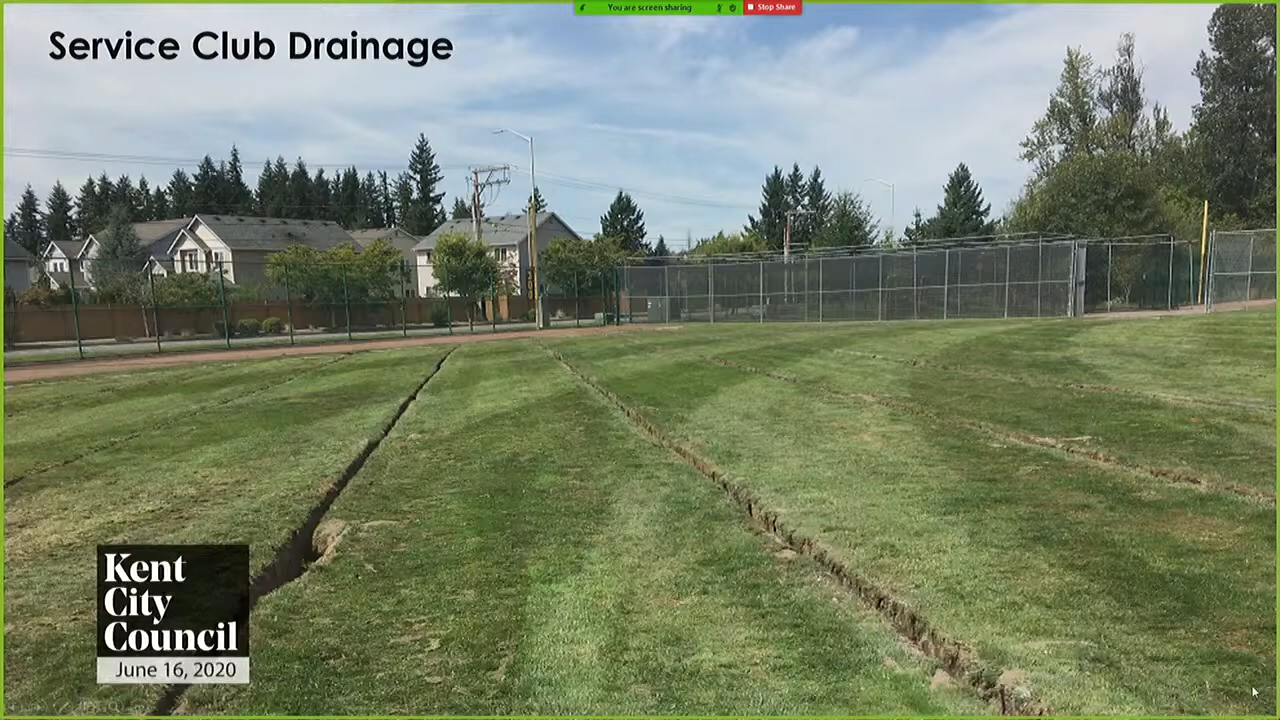 You are screen sharing
Stop Share
Service Club Drainage
Kent
City
Council
June 16, 2020